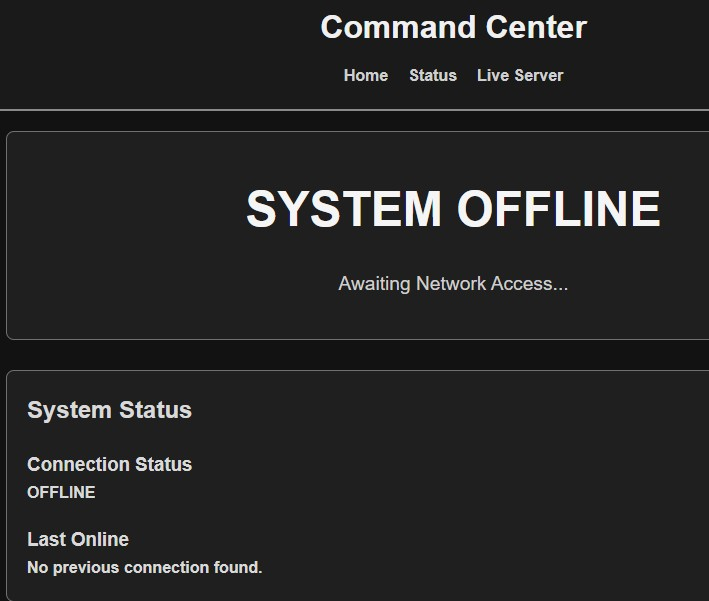 Command Center
Home Status Live Server
SYSTEM OFFLINE
Awaiting Network Access...
System Status
Connection Status
OFFLINE
Last Online
No previous connection found.